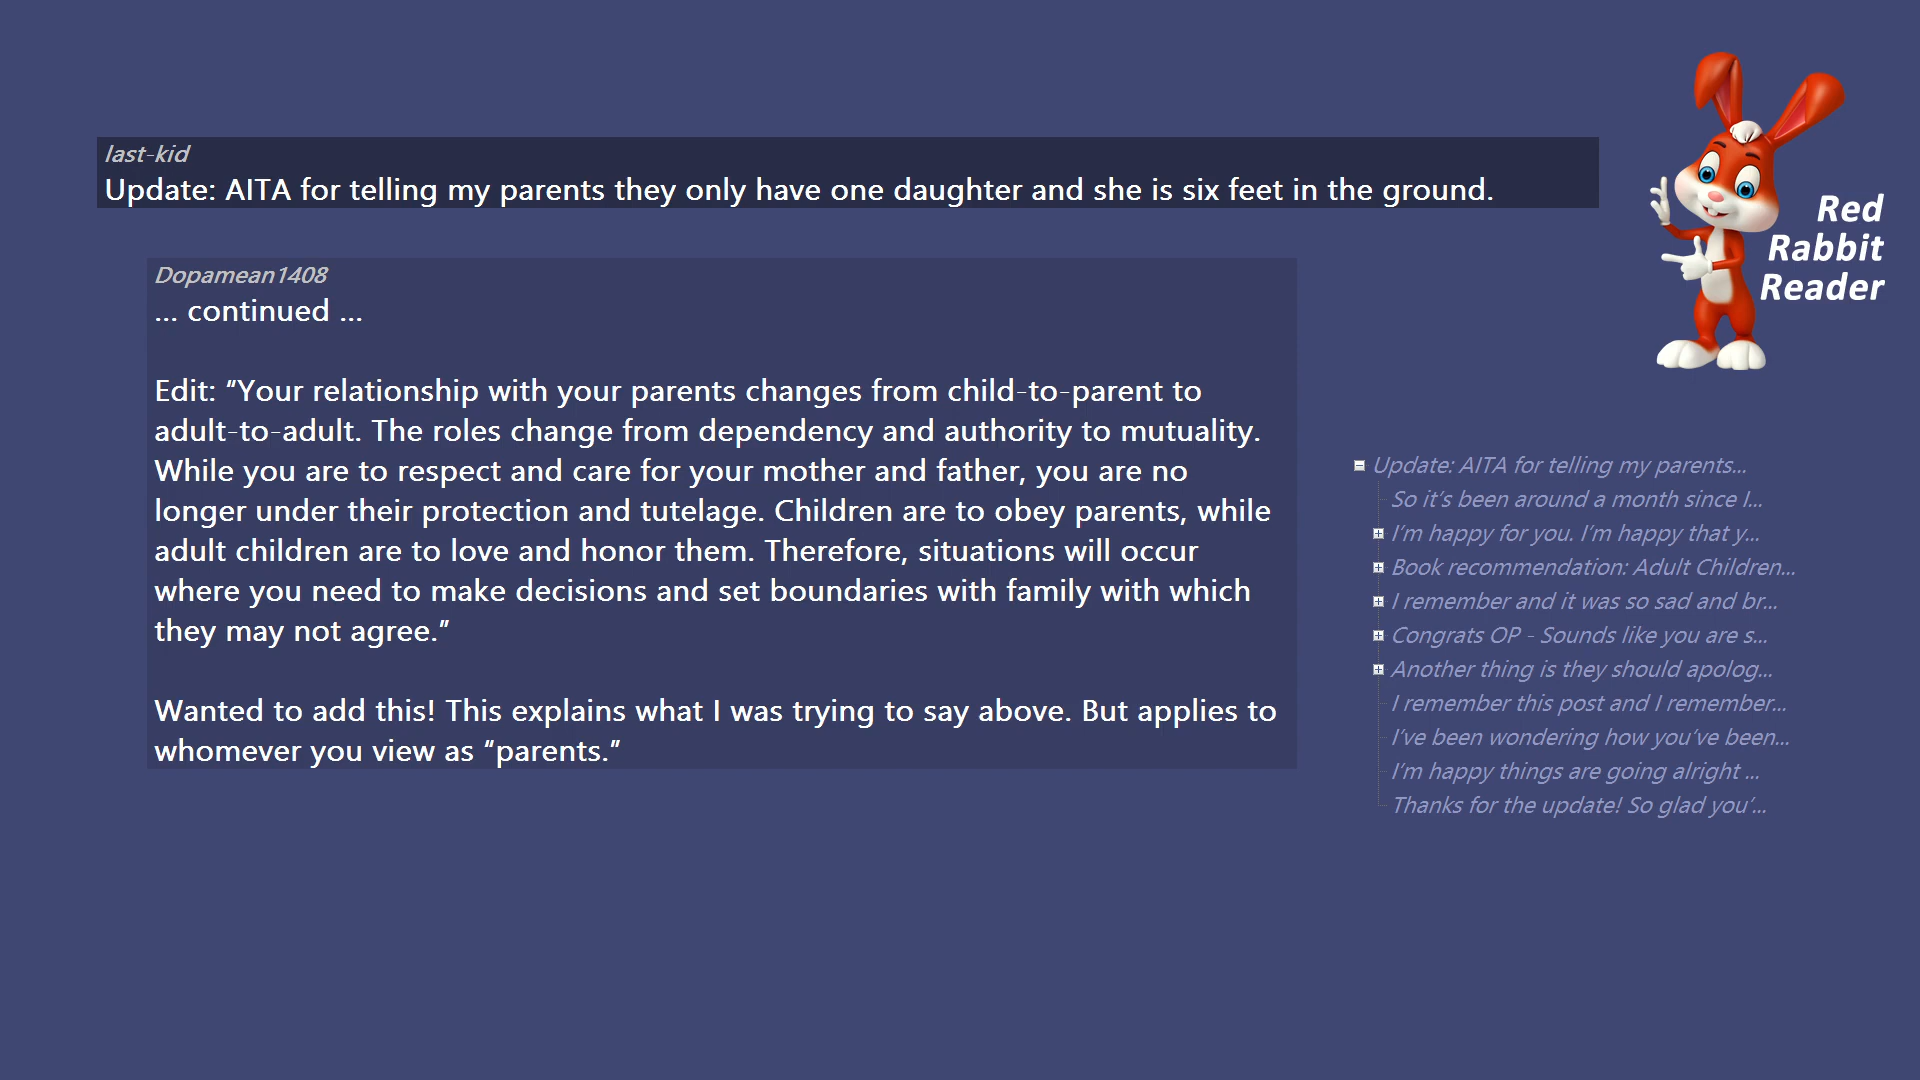 last-kid
Update: AITA for telling my parents they only have one daughter and she is six feet in the ground.
Dopamean1408
... continued ...
Edit: “Your relationship with your parents changes from child-to-parent to
adult-to-adult. The roles change from dependency and authority to mutuality.
While you are to respect and care for your mother and father, you are no
longer under their protection and tutelage. Children are to obey parents, while
adult children are to love and honor them. Therefore, situations will occur
where you need to make decisions and set boundaries with family with which
they may not agree.”
Wanted to add this! This explains what I was trying to say above. But applies to
whomever you view as “parents.”
Red
Rabbit
Reader
Update: AITA for telling my parents...
So it’s been around a month since I...
I’m happy for you. I’m happy that y...
Book recommendation: Adult Children...
I remember and it was so sad and br...
Congrats OP - Sounds like you are s...
Another thing is they should apolog...
I remember this post and I remember...
I’ve been wondering how you’ve been...
I’m happy things are going alright ...
Thanks for the update! So glad you’...